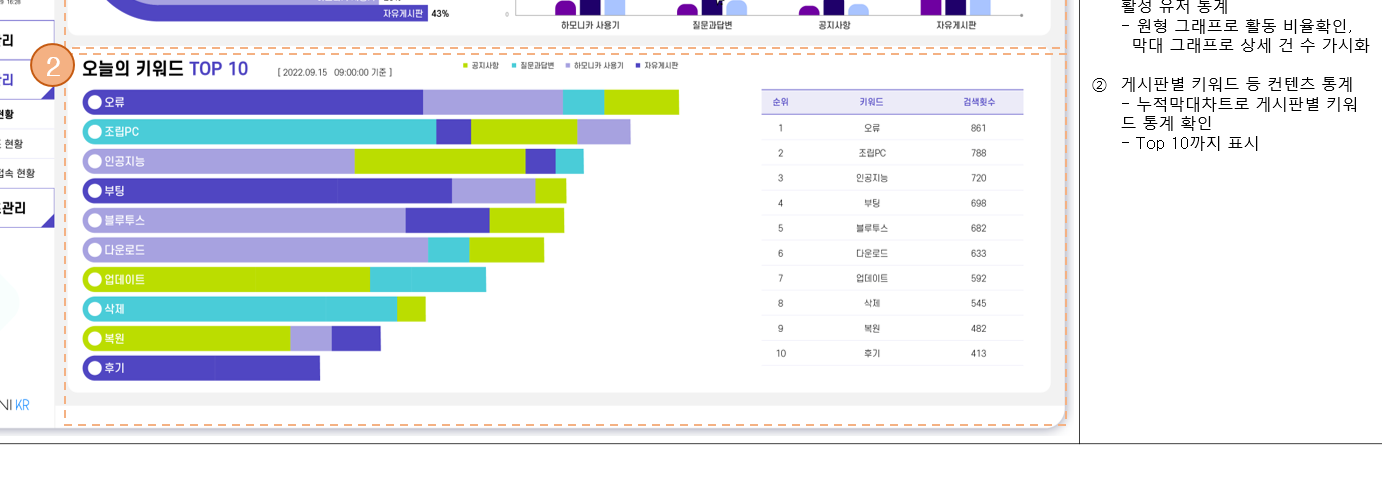 자유게시판 43%
0
하모니카 사용기 질문과답변 공지사항 자유게시판
활성 유저 통계
- 원형 그래프로 활동 비율확인,
막대 그래프로 상세 건 수 가시화
② 게시판별 키워드 등 컨텐츠 통계
- 누적막대차트로 게시판별 키워
드 통계 확인
- Top 10까지 표시
2
오늘의 키워드 TOP 10 [ 2022.09.15 09:00:00 기준 ]
공지사항 질문과답변 하모니카 사용기 자유게시판
오류
조립PC
인공지능
부팅
블루투스
다운로드
업데이트
삭제
복원
후기
순위 키워드 검색횟수
1 오류 861
2 조립PC 788
3 인공지능 720
4 부팅 698
5 블루투스 682
6 다운로드 633
7 업데이트 592
8 삭제 545
9 복원 482
10 후기 413
현황
현황
접속 현황
관리
NI KR